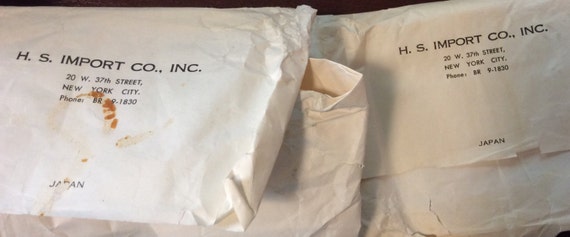 H. S. IMPORT CO., INC.
20 W. 37th STREET,
NEW YORK CITY.
Phone: BR 9-1830
JAPAN
H. S. IMPORT CO., INC.
20 W. 37th STREET,
NEW YORK CITY.
Phone: BR 9-1830
JAPAN